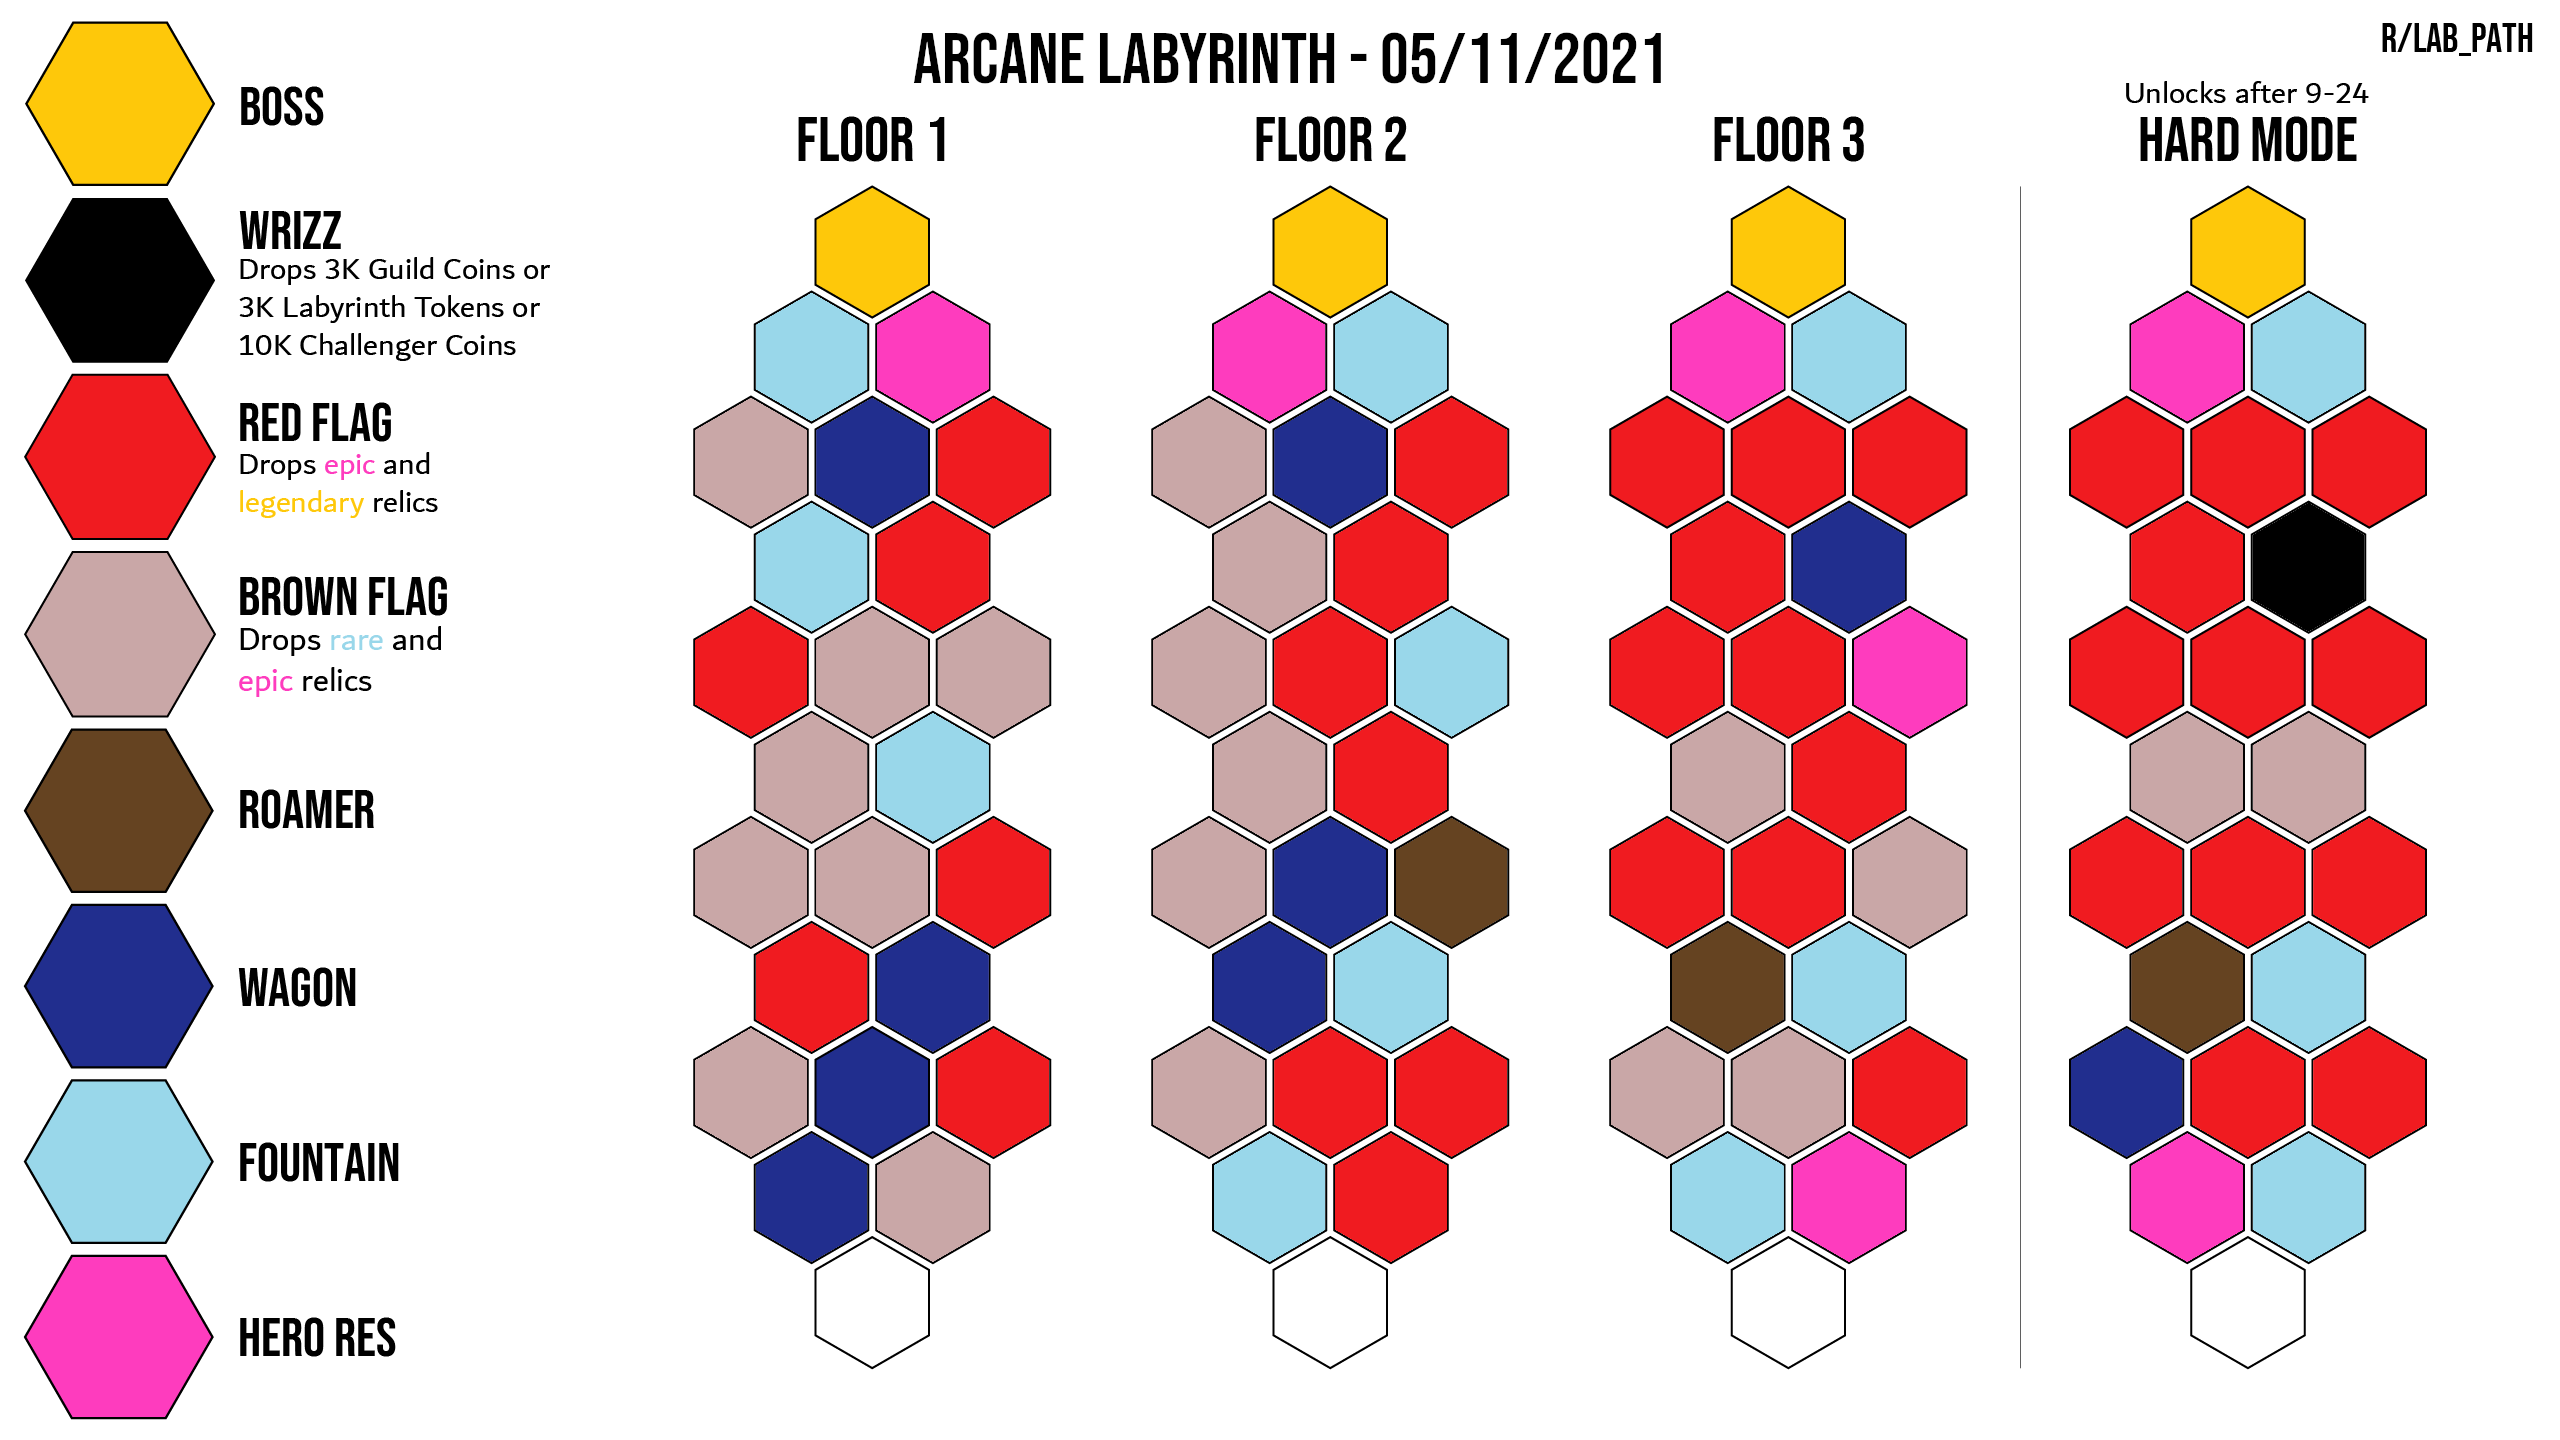 ARCANE LABYRINTH - 05/11/2021
R/LAB_PATH
BOSS
WRIZZ
Drops 3K Guild Coins or
3K Labyrinth Tokens or
10K Challenger Coins
RED FLAG
Drops epic and
legendary relics
BROWN FLAG
Drops rare and
epic relics
ROAMER
WAGON
FOUNTAIN
HERO RES
FLOOR 1
FLOOR 2
FLOOR 3
Unlocks after 9-24
HARD MODE